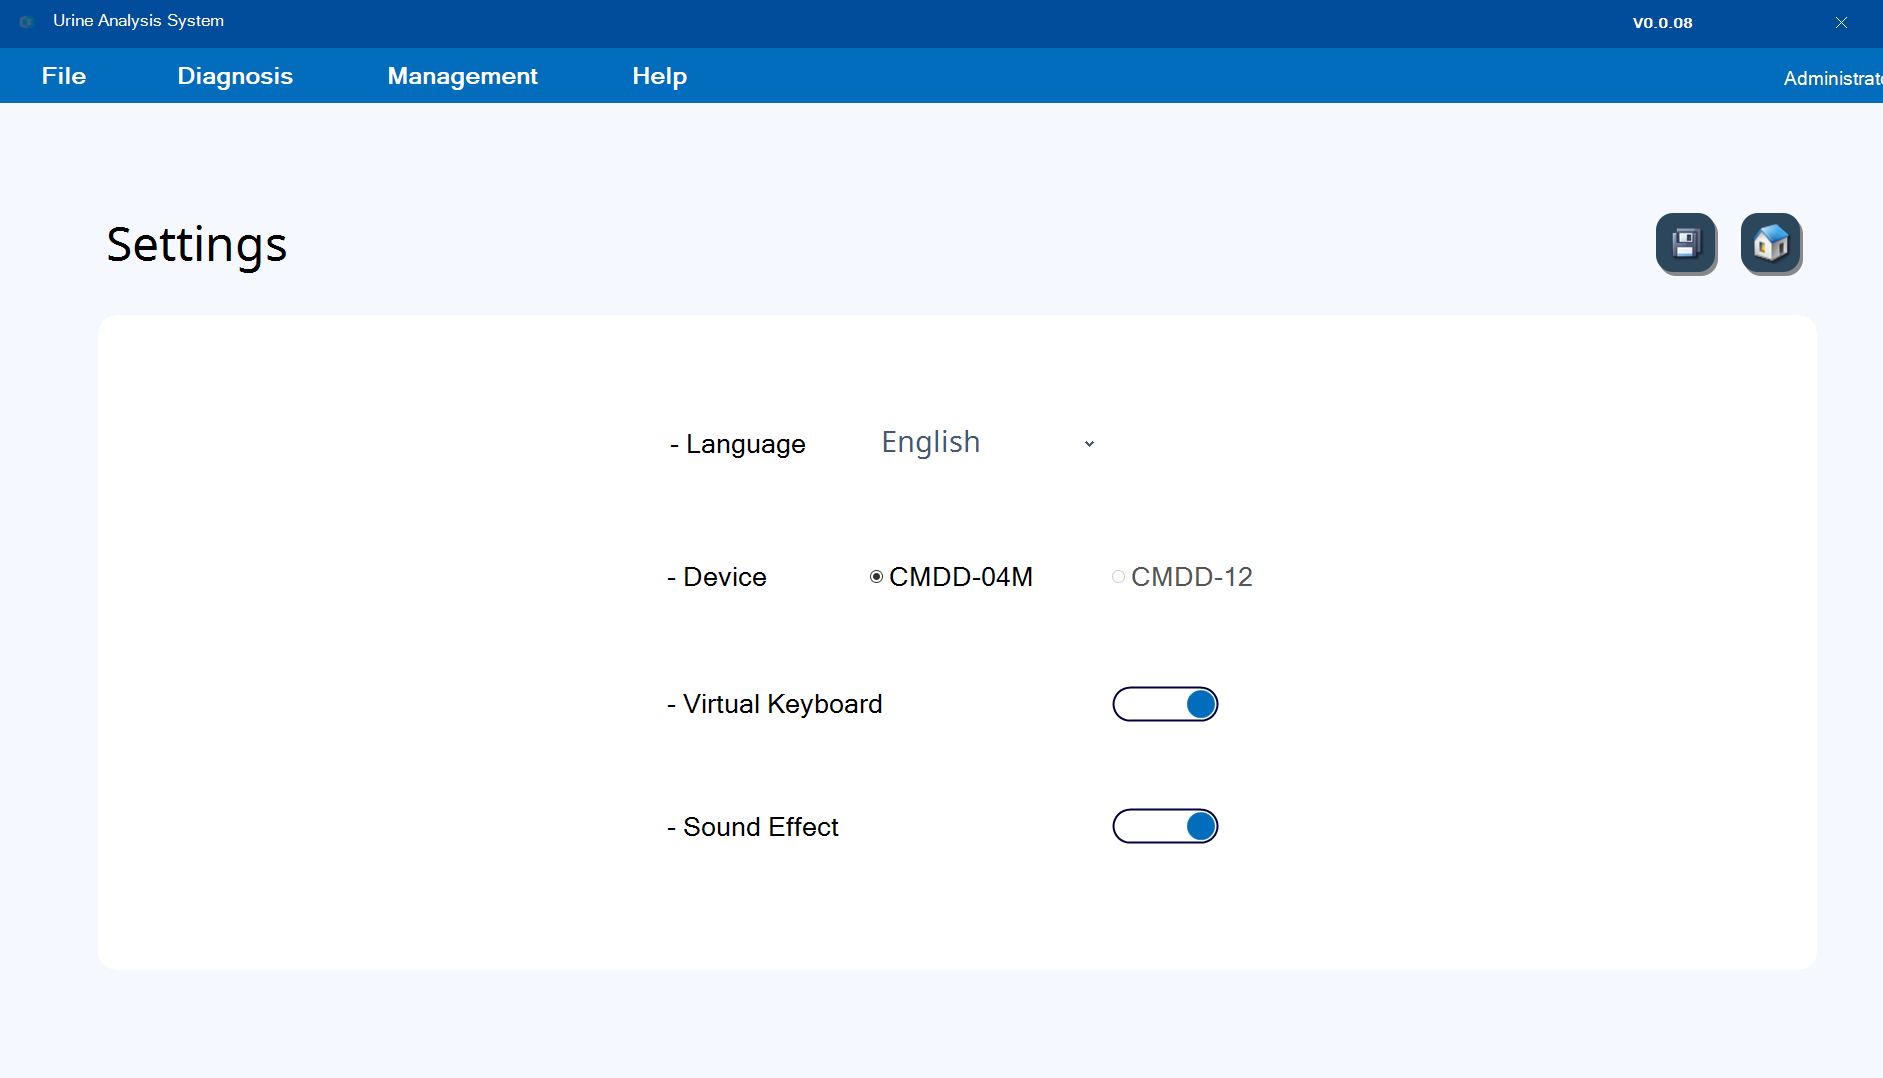 Urine Analysis System
V0.0.08
File Diagnosis Management Help
Administrato
Settings
- Language English
- Device CMDD-04M CMDD-12
- Virtual Keyboard
- Sound Effect